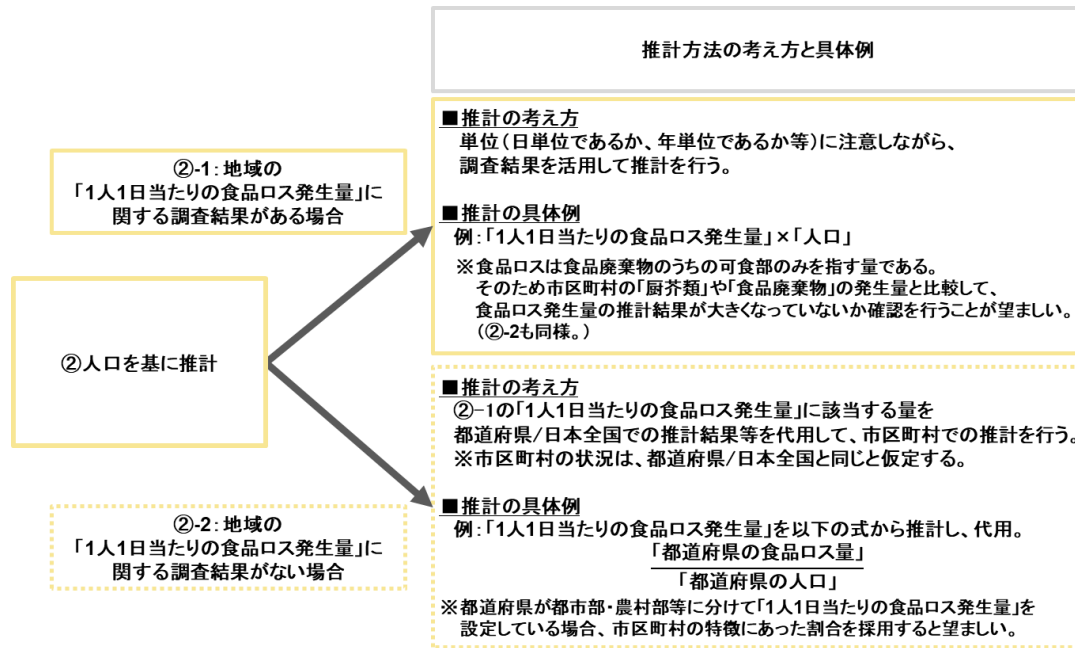 推計方法の考え方と具体例
②-1：地域の
「1人1日当たりの食品ロス発生量」に
関する調査結果がある場合
■推計の考え方
単位（日単位であるか、年単位であるか等）に注意しながら、
調査結果を活用して推計を行う。
■推計の具体例
例：「1人1日当たりの食品ロス発生量」×「人口」
※食品ロスは食品廃棄物のうちの可食部のみを指す量である。
そのため市区町村の「厨芥類」や「食品廃棄物」の発生量と比較して、
食品ロス発生量の推計結果が大きくなっていないか確認を行うことが望ましい。
（②-2も同様。）
②人口を基に推計
②-2：地域の
「1人1日当たりの食品ロス発生量」に
関する調査結果がない場合
■推計の考え方
②-1の「1人1日当たりの食品ロス発生量」に該当する量を
都道府県/日本全国での推計結果等を代用して、市区町村での推計を行う。
※市区町村の状況は、都道府県/日本全国と同じと仮定する。
■推計の具体例
例：「1人1日当たりの食品ロス発生量」を以下の式から推計し、代用。
「都道府県の食品ロス量」
「都道府県の人口」
※都道府県が都市部・農村部等に分けて「1人1日当たりの食品ロス発生量」を
設定している場合、市区町村の特徴にあった割合を採用すると望ましい。